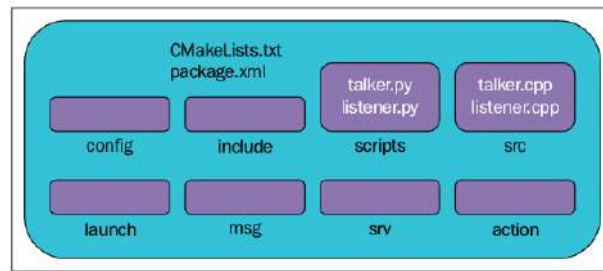 CMakeLists.txt
package.xml
talker.py
listener.py
talker.cpp
listener.cpp
config
include
scripts
src
launch
msg
srv
action